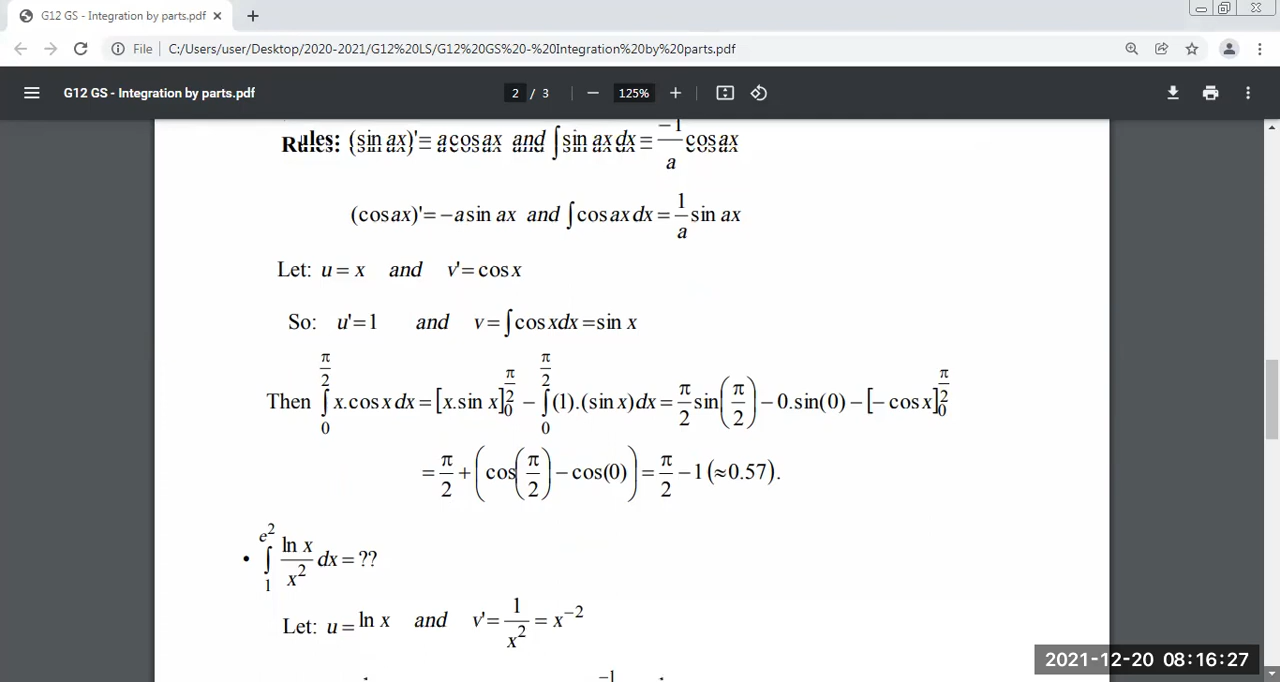 G12 GS - Integration by parts.pdf
File C:/Users/user/Desktop/2020-2021/G12%20LS/G12%20GS%20-%20Integration%20by%20parts.pdf
G12 GS - Integration by parts.pdf 2 / 3 125%
Rules: (sin ax)'= a cos ax and ∫sin ax dx = −1/a cos ax
(cos ax)'= −a sin ax and ∫cos ax dx = 1/a sin ax
Let: u = x and v'= cos x
So: u'= 1 and v = ∫cos x dx = sin x
Then ∫₀^(π/2) x.cos x dx = [x.sin x]₀^(π/2) − ∫₀^(π/2) (1).(sin x) dx = π/2 sin(π/2) − 0.sin(0) − [− cos x]₀^(π/2)
= π/2 + (cos(π/2) − cos(0)) = π/2 − 1 (≈0.57).
• ∫₁^(e²) ln x / x² dx = ??
Let: u = ln x and v'= 1/x² = x⁻²
−1
2021-12-20 08:16:27